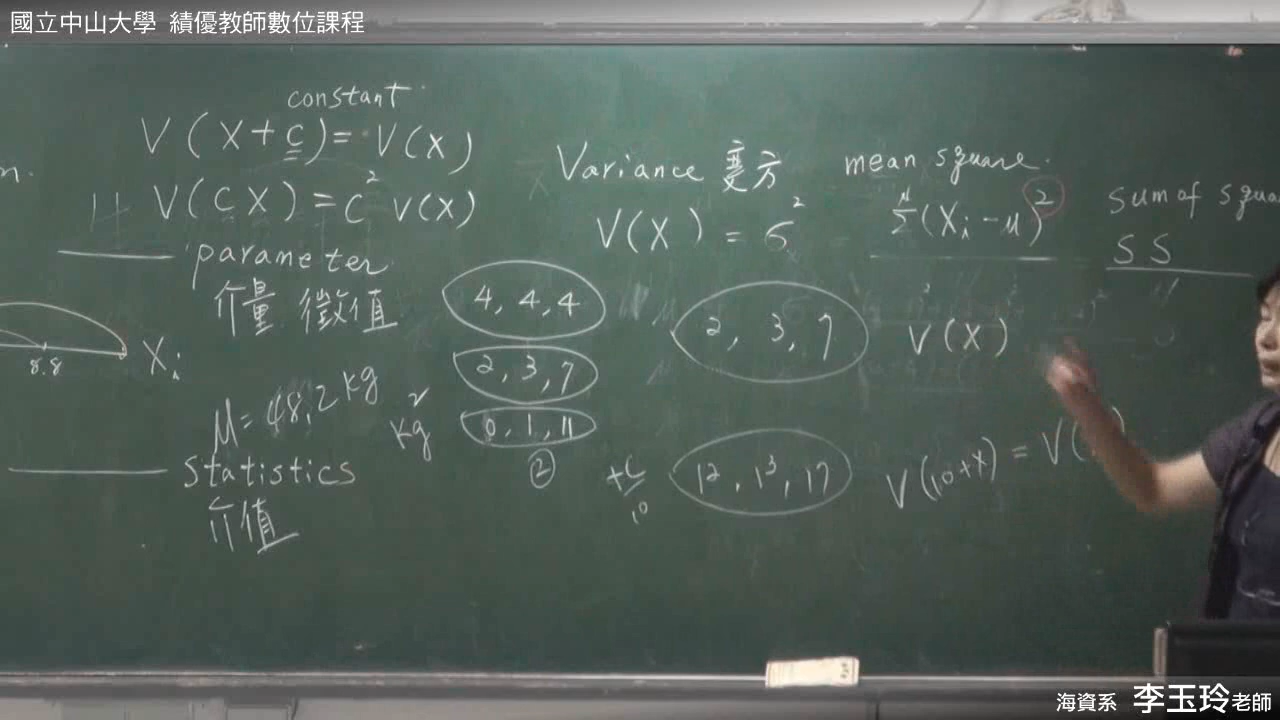 國立中山大學 績優教師數位課程
constant
V(X+C)=V(X)
V(CX)=C²V(X)
parameter
介量 徵值
8.8
Xᵢ
μ=48.2kg
kg²
statistics
介值
4, 4, 4
2, 3, 7
0, 1, 11
②
Variance 變方
V(X)=σ²
2, 3, 7
+C
10
12, 13, 17
mean square
Σ(Xᵢ-μ)²
V(X)
V(10+X)=V(
sum of squa
SS
海資系 李玉玲老師